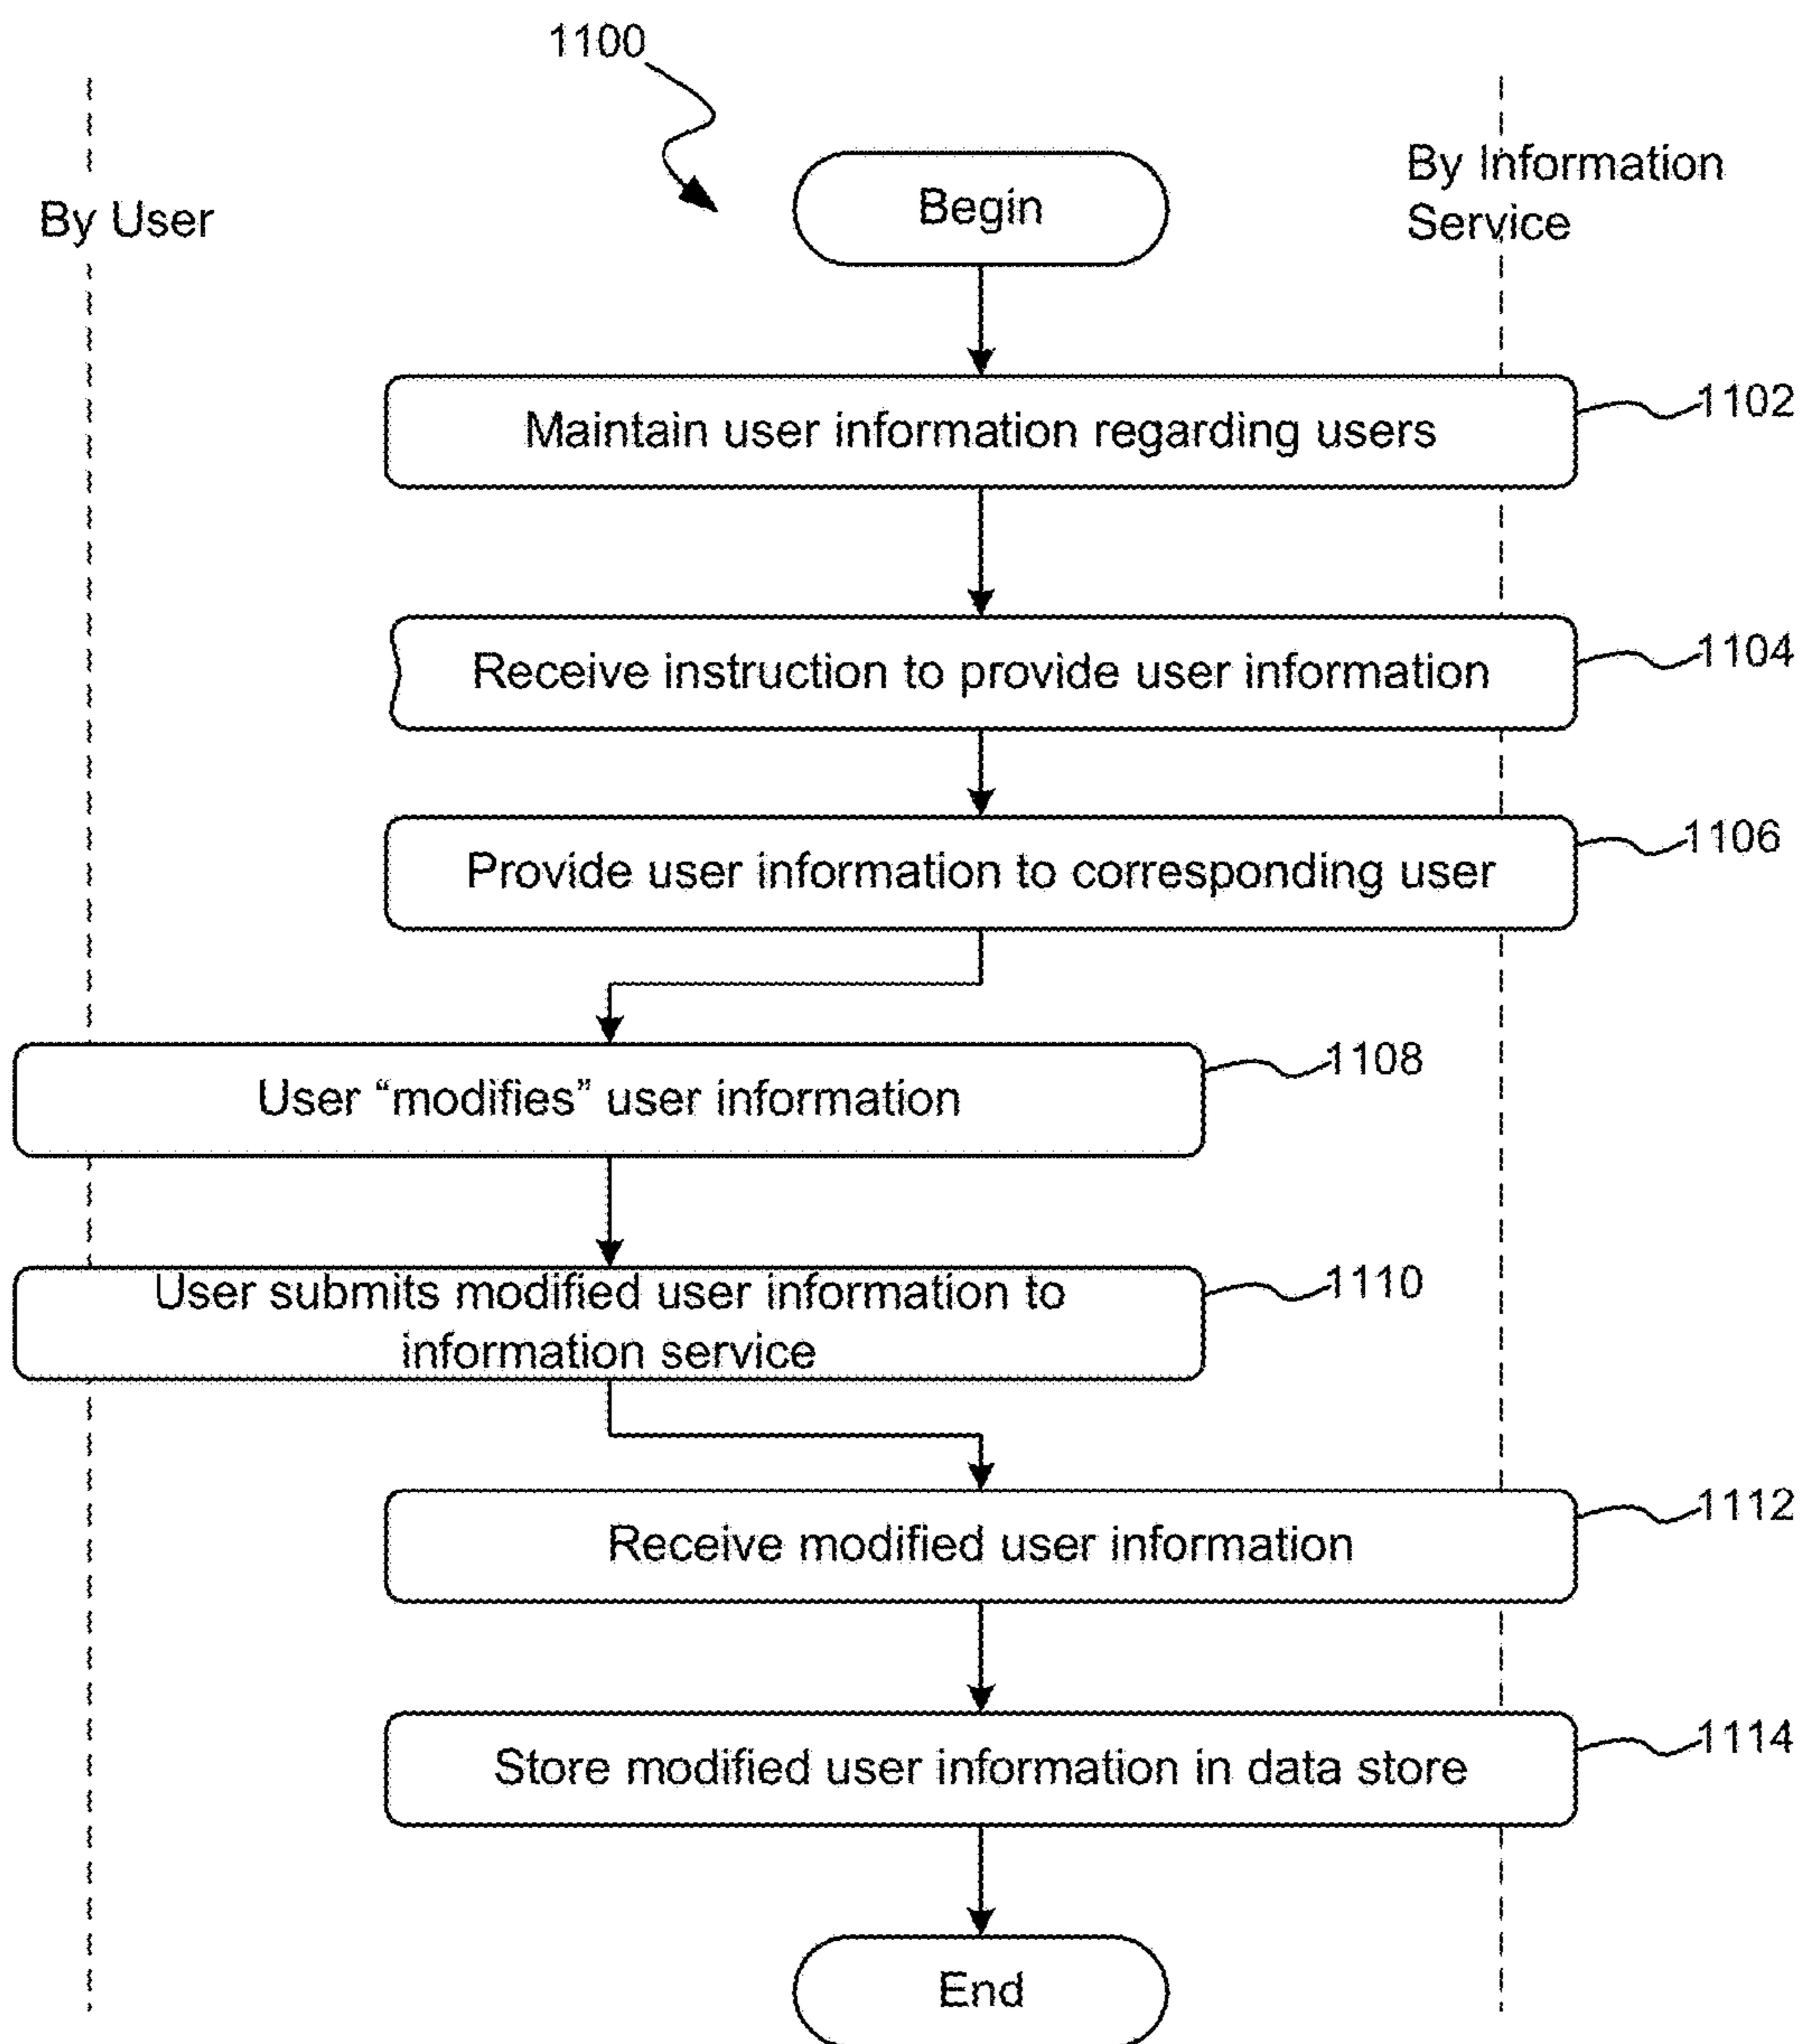 1100
By User
Begin
By Information
Service
Maintain user information regarding users
1102
Receive instruction to provide user information
1104
Provide user information to corresponding user
1106
User “modifies” user information
1108
User submits modified user information to
information service
1110
Receive modified user information
1112
Store modified user information in data store
1114
End